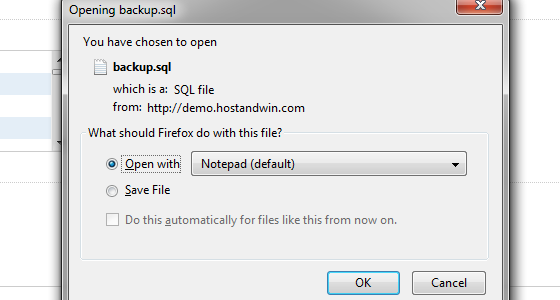 Opening backup.sql
You have chosen to open
backup.sql
which is a: SQL file
from: http://demo.hostandwin.com
What should Firefox do with this file?
Open with Notepad (default)
Save File
Do this automatically for files like this from now on.
OK Cancel